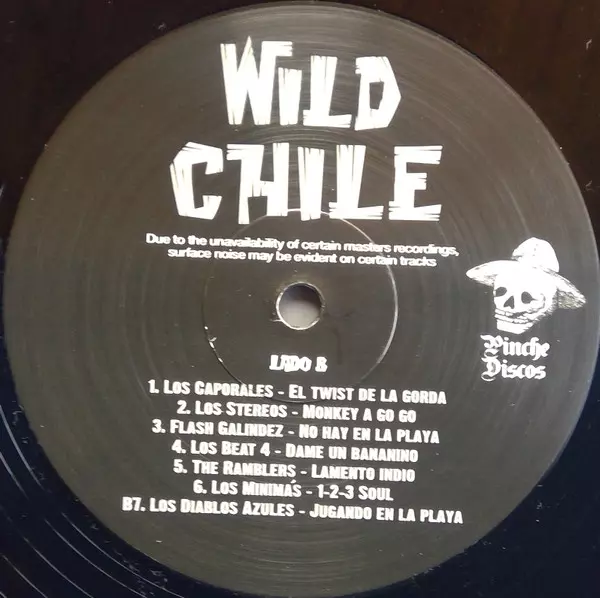 WILD
CHILE
Due to the unavailability of certain masters recordings,
surface noise may be evident on certain tracks
Pinche
Discos
LADO B
1. LOS CAPORALES - EL TWIST DE LA GORDA
2. LOS STEREOS - MONKEY A GO GO
3. FLASH GALINDEZ - NO HAY EN LA PLAYA
4. LOS BEAT 4 - DAME UN BANANINO
5. THE RAMBLERS - LAMENTO INDIO
6. LOS MINIMA´S - 1-2-3 SOUL
B7. LOS DIABLOS AZULES - JUGANDO EN LA PLAYA